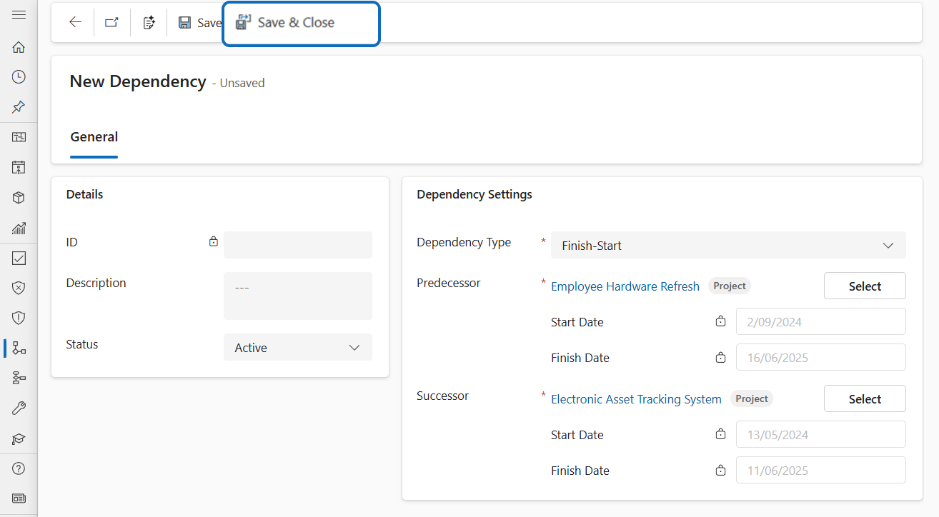 Save
Save & Close
New Dependency - Unsaved
General
Details
ID
Description
---
Status
Active
Dependency Settings
Dependency Type * Finish-Start
Predecessor * Employee Hardware Refresh Project Select
Start Date 2/09/2024
Finish Date 16/06/2025
Successor * Electronic Asset Tracking System Project Select
Start Date 13/05/2024
Finish Date 11/06/2025